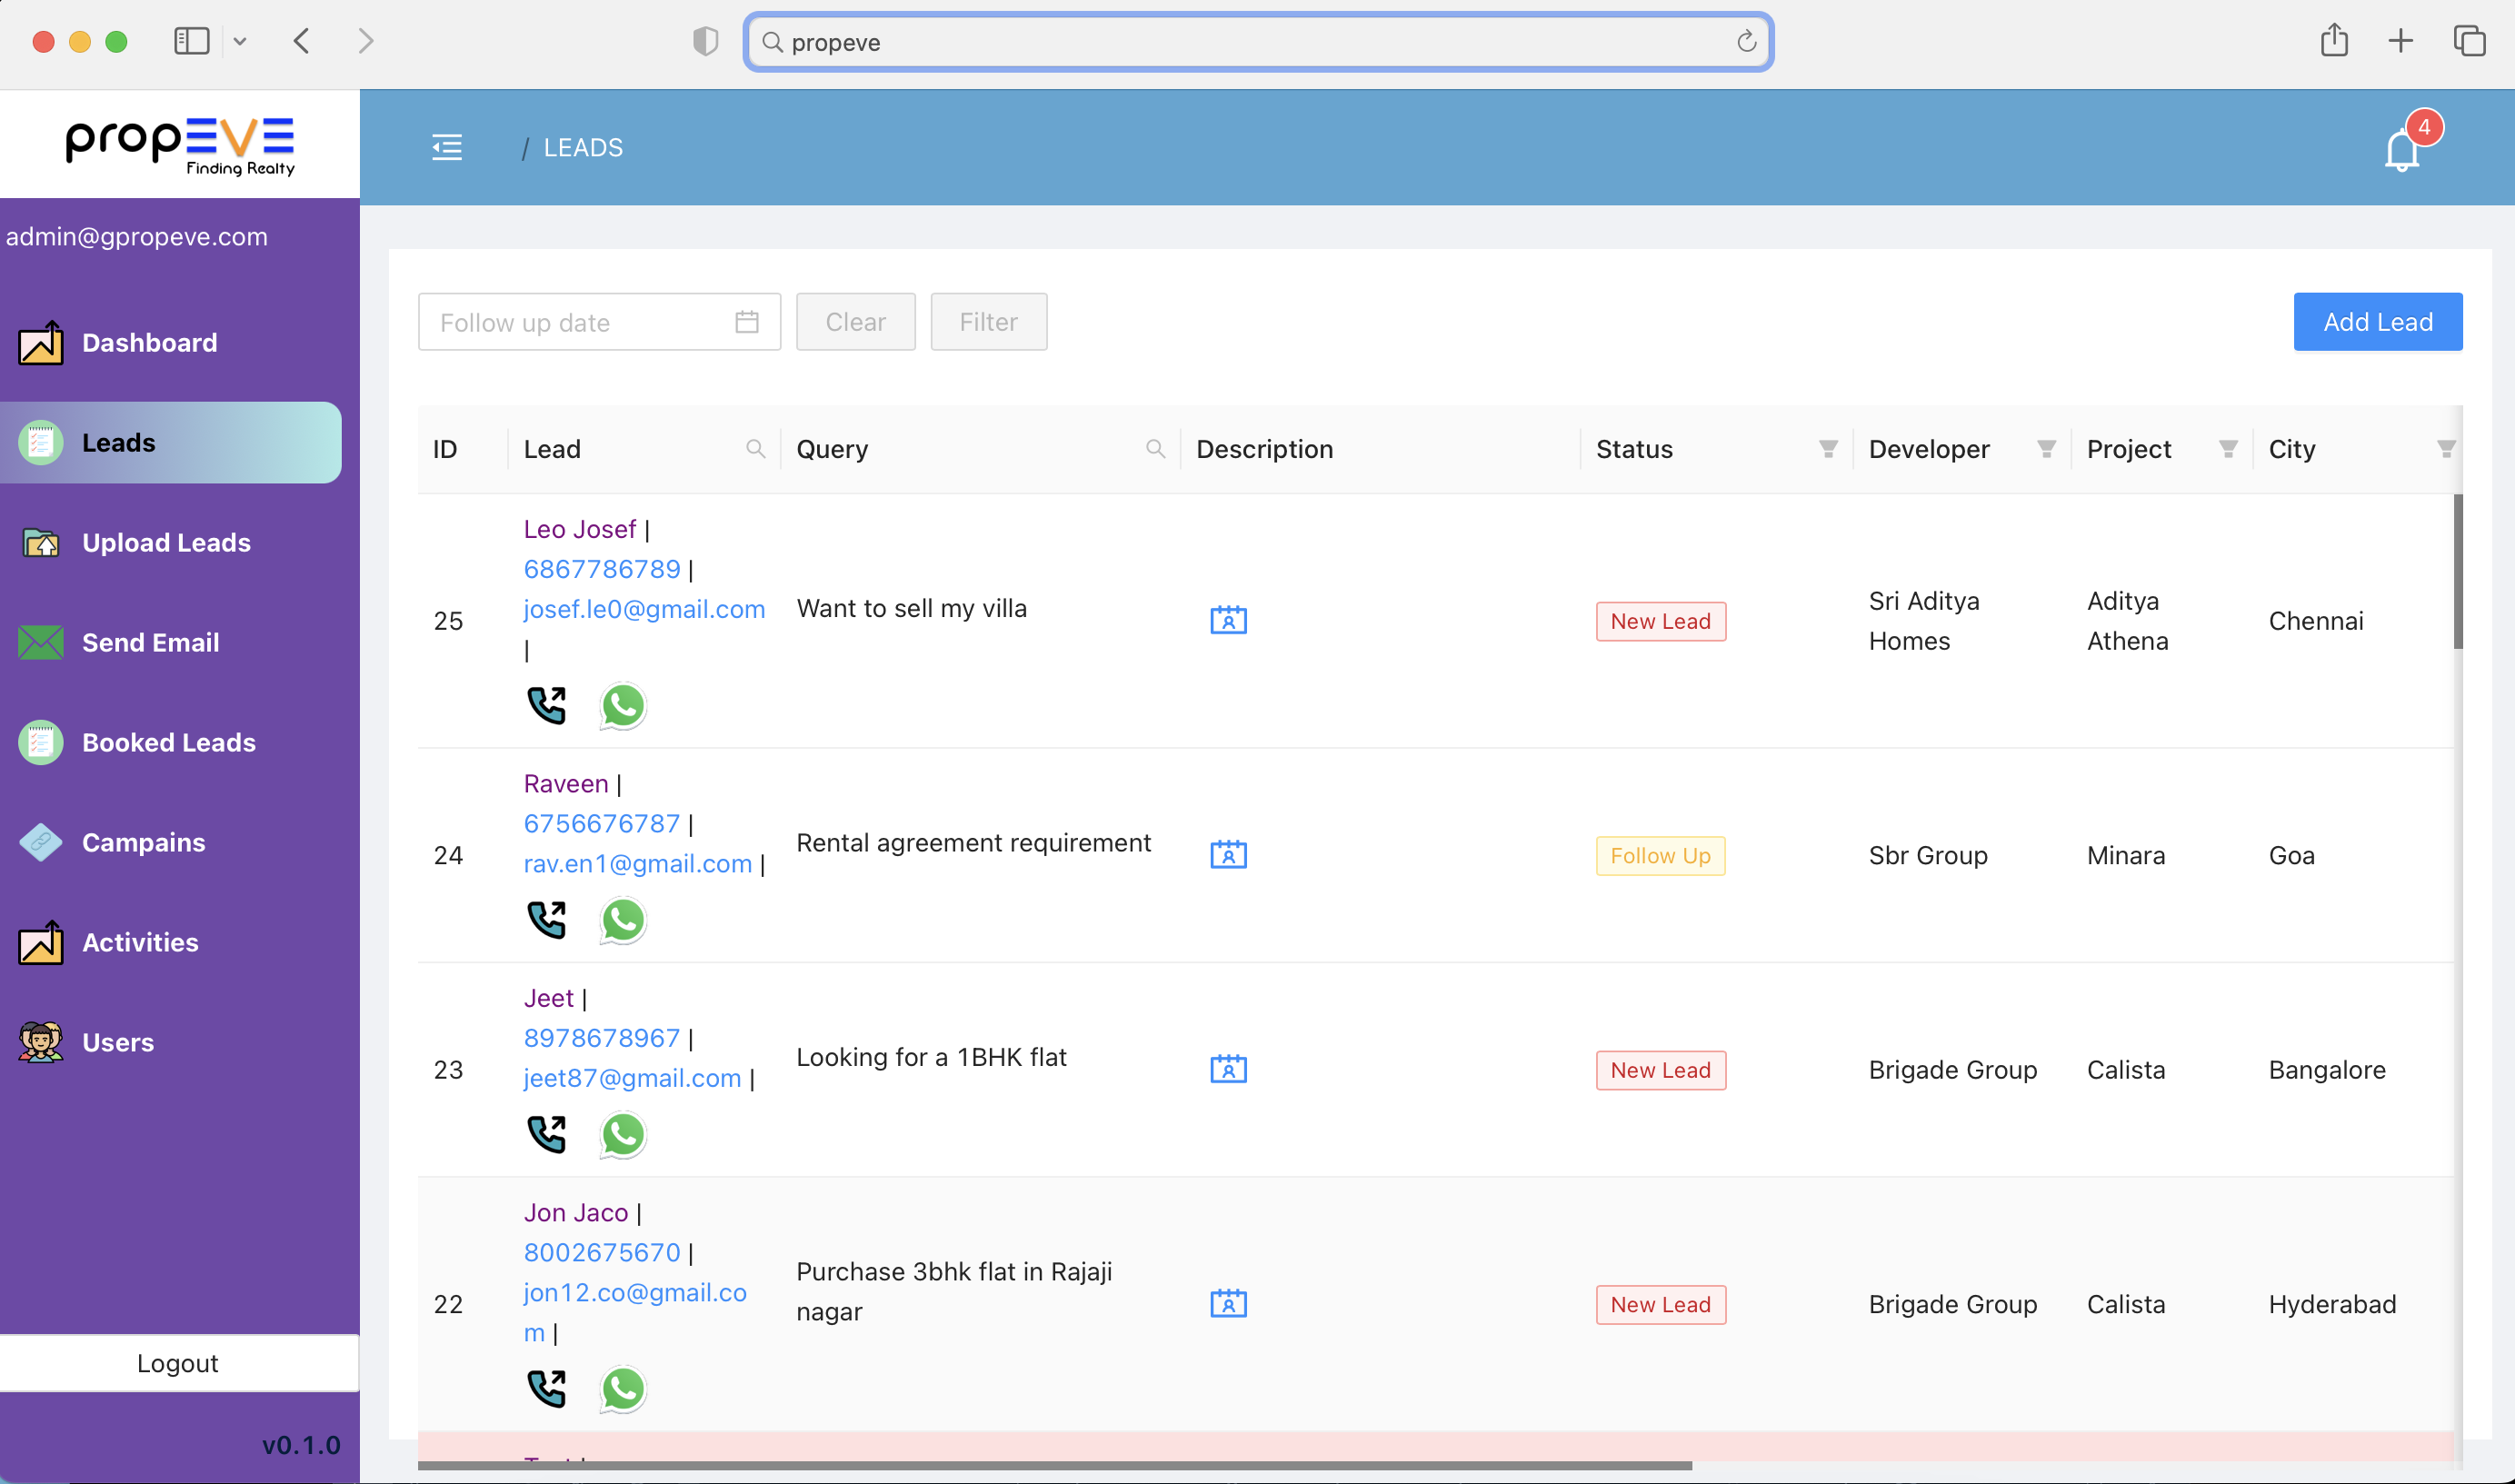 propeve
propEVE
Finding Realty
/ LEADS
4
admin@gpropeve.com
Dashboard
Leads
Upload Leads
Send Email
Booked Leads
Campains
Activities
Users
Logout
v0.1.0
Follow up date
Clear
Filter
Add Lead
ID Lead Query Description Status Developer Project City
Leo Josef |
6867786789 |
josef.le0@gmail.com
|
25
Want to sell my villa
New Lead
Sri Aditya
Homes
Aditya
Athena
Chennai
Raveen |
6756676787 |
rav.en1@gmail.com |
24
Rental agreement requirement
Follow Up
Sbr Group
Minara
Goa
Jeet |
8978678967 |
jeet87@gmail.com |
23
Looking for a 1BHK flat
New Lead
Brigade Group
Calista
Bangalore
Jon Jaco |
8002675670 |
jon12.co@gmail.co
m |
22
Purchase 3bhk flat in Rajaji
nagar
New Lead
Brigade Group
Calista
Hyderabad